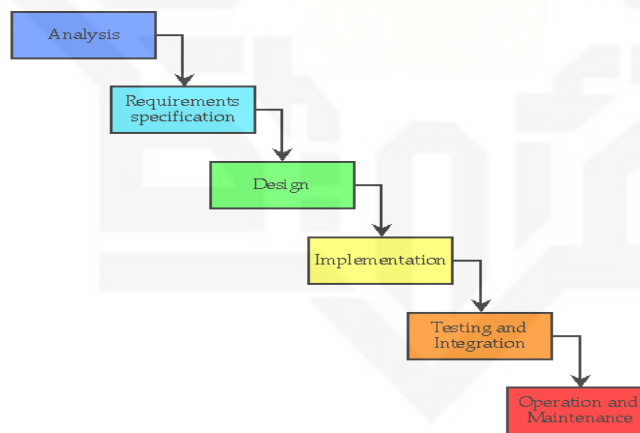 Analysis
Requirements
specification
Design
Implementation
Testing and
Integration
Operation and
Maintenance